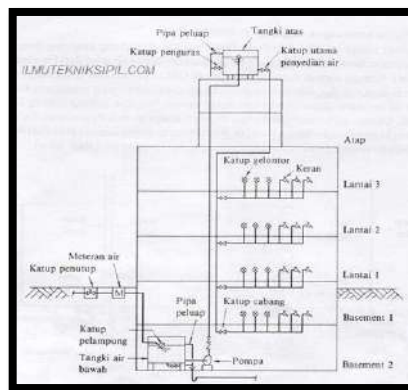 Pipa peluap
Tangki atas
Katup penguras
Katup utama
penyedian air
ILMUTEKNIKSIPIL.COM
Atap
Katup gelontor
Keran
Lantai 3
Lantai 2
Meteran air
Katup penutup
M
Lantai 1
Pipa
peluap
Katup cabang
Basement 1
Katup
pelampung
Tangki air
bawah
Pompa
Basement 2